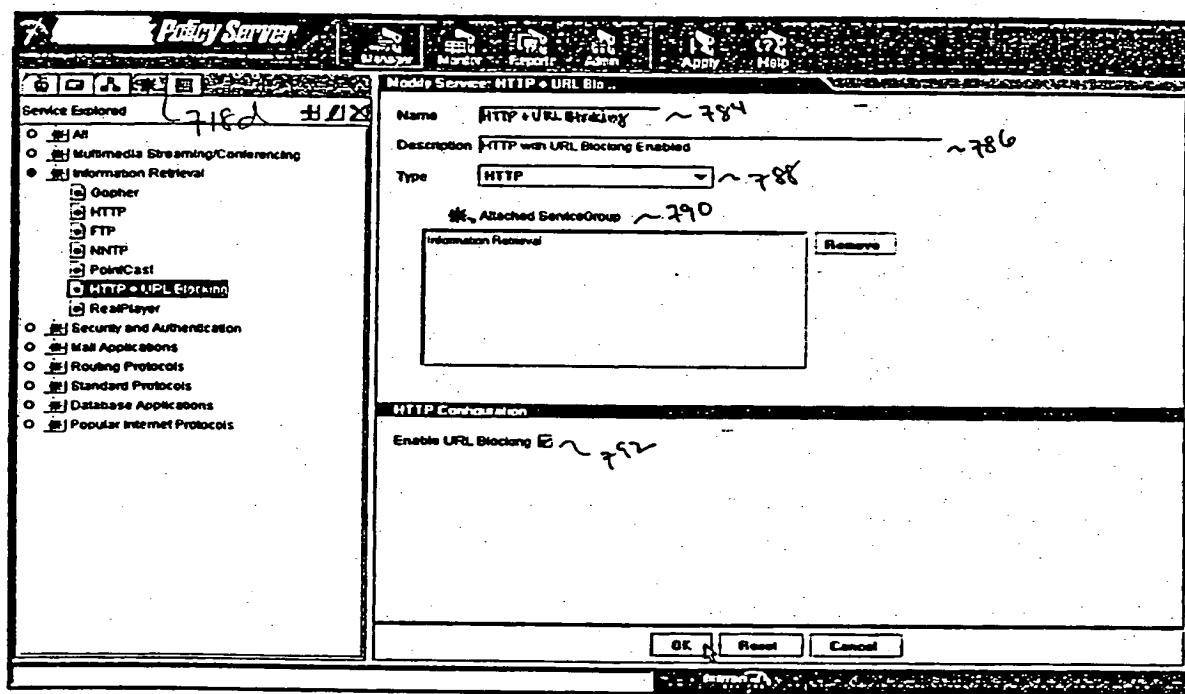 Policy Server
Manager Monitor Reports Admin Apply Help
718d
Service Explored
All
Multimedia Streaming/Conferencing
Information Retrieval
Gopher
HTTP
FTP
NNTP
PointCast
HTTP + URL Blocking
RealPlayer
Security and Authentication
Mail Applications
Routing Protocols
Standard Protocols
Database Applications
Popular Internet Protocols
Modify Service: HTTP + URL Blo ..
Name HTTP + URL Blocking ~ 784
Description HTTP with URL Blocking Enabled ~ 786
Type HTTP ~ 788
Attached ServiceGroup ~ 790
Information Retrieval
Remove
HTTP Configuration
Enable URL Blocking ~ 792
OK Reset Cancel